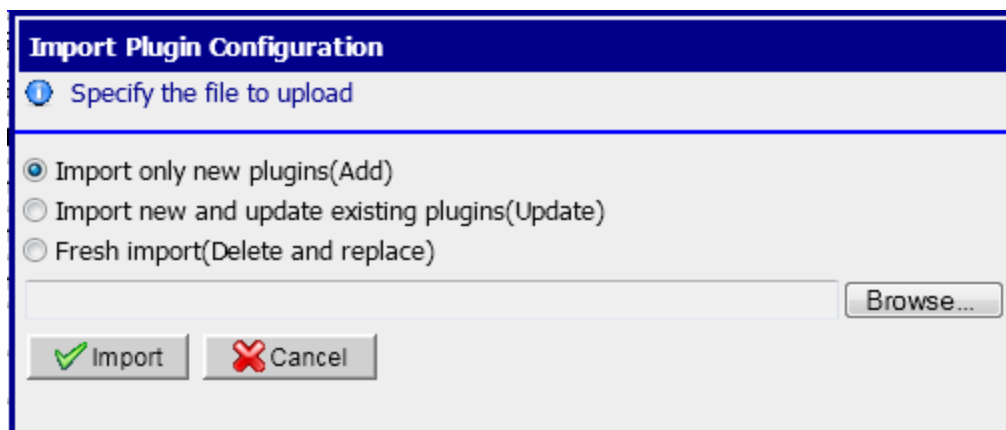 Import Plugin Configuration
Specify the file to upload
Import only new plugins(Add)
Import new and update existing plugins(Update)
Fresh import(Delete and replace)
Browse...
Import Cancel